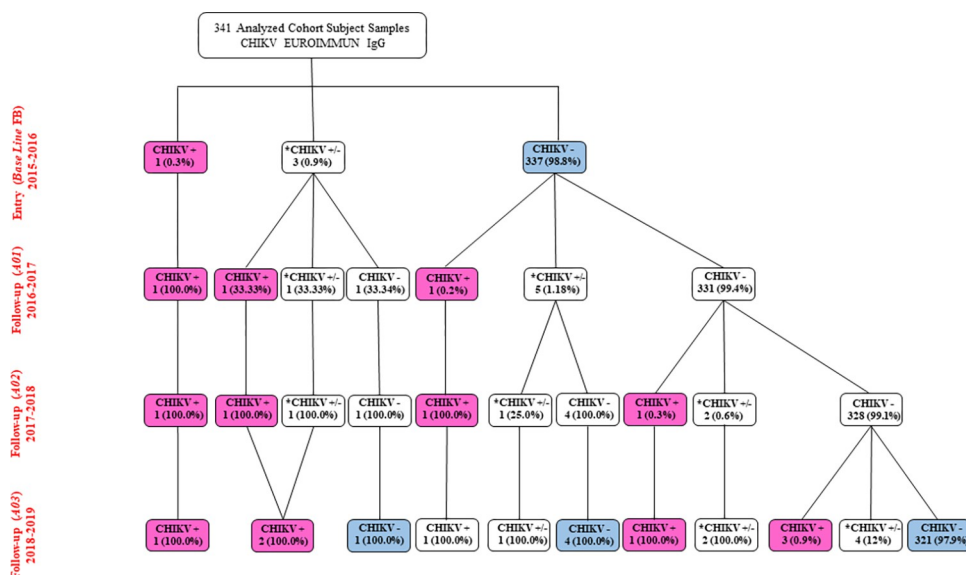 341 Analyzed Cohort Subject Samples
CHIKV EUROIMMUN IgG
Entry (Base Line FB)
2015-2016
CHIKV +
1 (0.3%)
*CHIKV +/-
3 (0.9%)
CHIKV -
337 (98.8%)
Follow-up (A01)
2016-2017
CHIKV +
1 (100.0%)
CHIKV +
1 (33.33%)
*CHIKV +/-
1 (33.33%)
CHIKV -
1 (33.34%)
CHIKV +
1 (0.2%)
*CHIKV +/-
5 (1.18%)
CHIKV -
331 (99.4%)
Follow-up (A02)
2017-2018
CHIKV +
1 (100.0%)
CHIKV +
1 (100.0%)
*CHIKV +/-
1 (100.0%)
CHIKV -
1 (100.0%)
CHIKV +
1 (100.0%)
*CHIKV +/-
1 (25.0%)
CHIKV -
4 (100.0%)
CHIKV +
1 (0.3%)
*CHIKV +/-
2 (0.6%)
CHIKV -
328 (99.1%)
Follow-up (A03)
2018-2019
CHIKV +
1 (100.0%)
CHIKV +
2 (100.0%)
CHIKV -
1 (100.0%)
CHIKV +
1 (100.0%)
*CHIKV +/-
1 (100.0%)
CHIKV -
4 (100.0%)
CHIKV +
1 (100.0%)
*CHIKV +/-
2 (100.0%)
CHIKV +
3 (0.9%)
*CHIKV +/-
4 (12%)
CHIKV -
321 (97.9%)